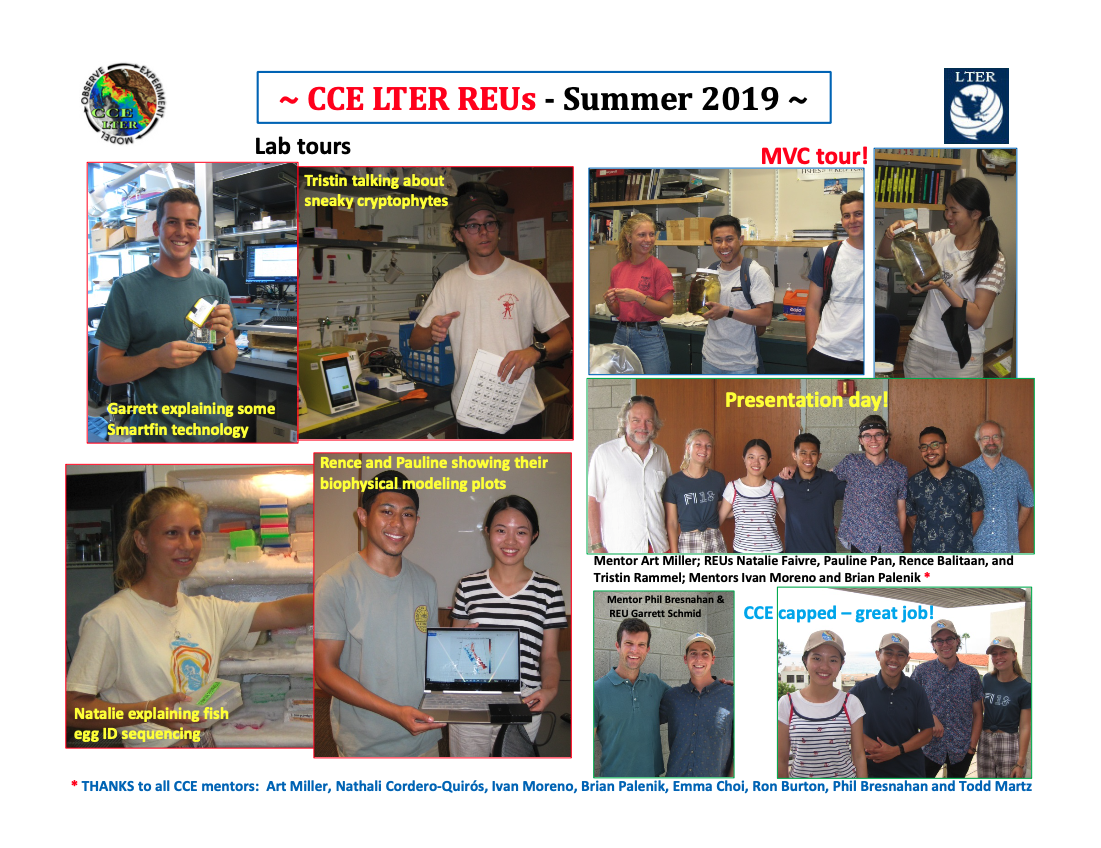 OBSERVE
EXPERIMENT
MODEL
CCE
LTER
~ CCE LTER REUs - Summer 2019 ~
LTER
Lab tours
MVC tour!
Tristin talking about
sneaky cryptophytes
Garrett explaining some
Smartfin technology
Presentation day!
Rence and Pauline showing their
biophysical modeling plots
Natalie explaining fish
egg ID sequencing
Mentor Art Miller; REUs Natalie Faivre, Pauline Pan, Rence Balitaan, and
Tristin Rammel; Mentors Ivan Moreno and Brian Palenik *
Mentor Phil Bresnahan &
REU Garrett Schmid
CCE capped – great job!
* THANKS to all CCE mentors: Art Miller, Nathali Cordero-Quirós, Ivan Moreno, Brian Palenik, Emma Choi, Ron Burton, Phil Bresnahan and Todd Martz